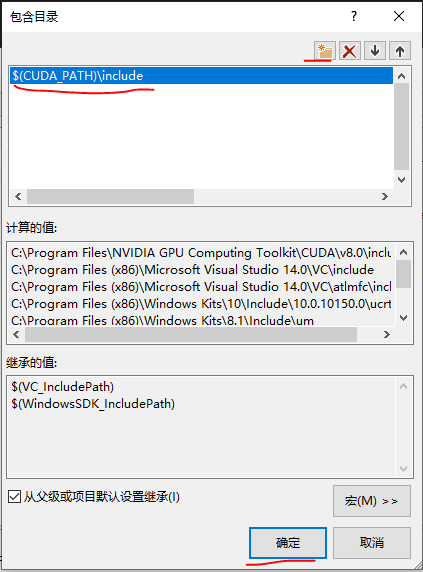 包含目录
$(CUDA_PATH)\include
计算的值:
C:\Program Files\NVIDIA GPU Computing Toolkit\CUDA\v8.0\inclu
C:\Program Files (x86)\Microsoft Visual Studio 14.0\VC\include
C:\Program Files (x86)\Microsoft Visual Studio 14.0\VC\atlmfc\incl
C:\Program Files (x86)\Windows Kits\10\Include\10.0.10150.0\ucrt
C:\Program Files (x86)\Windows Kits\8.1\Include\um
继承的值:
$(VC_IncludePath)
$(WindowsSDK_IncludePath)
从父级或项目默认设置继承(I)
宏(M) >>
确定
取消